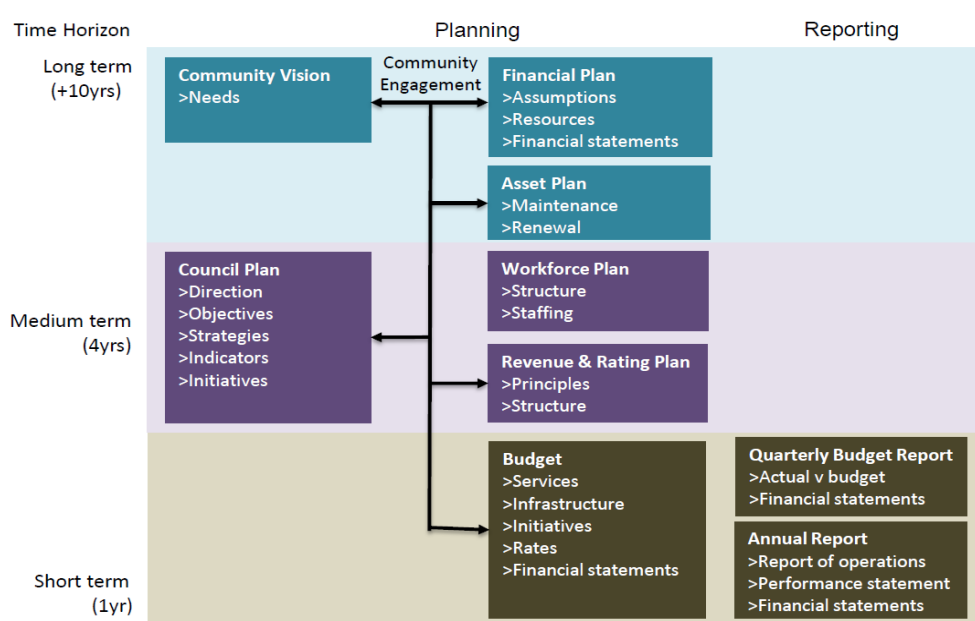 Time Horizon
Planning
Reporting
Long term
(+10yrs)
Community Vision
>Needs
Community
Engagement
Financial Plan
>Assumptions
>Resources
>Financial statements
Asset Plan
>Maintenance
>Renewal
Medium term
(4yrs)
Council Plan
>Direction
>Objectives
>Strategies
>Indicators
>Initiatives
Workforce Plan
>Structure
>Staffing
Revenue & Rating Plan
>Principles
>Structure
Short term
(1yr)
Budget
>Services
>Infrastructure
>Initiatives
>Rates
>Financial statements
Quarterly Budget Report
>Actual v budget
>Financial statements
Annual Report
>Report of operations
>Performance statement
>Financial statements